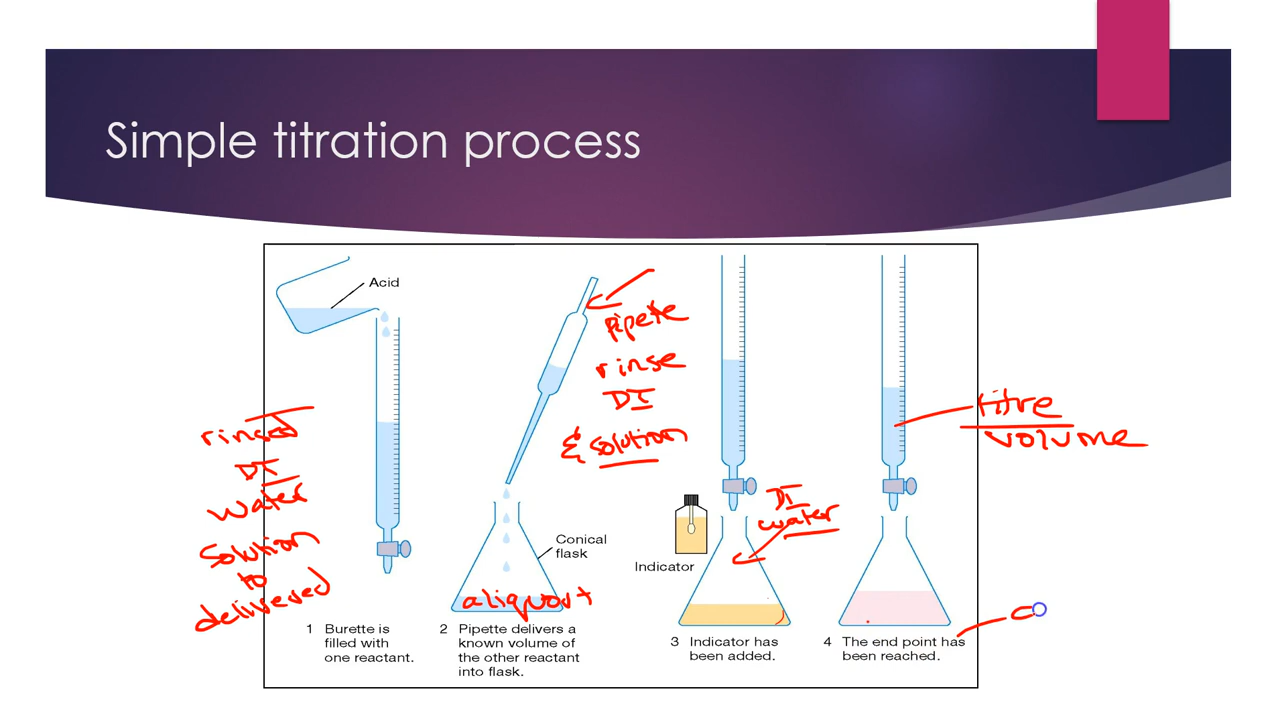 Simple titration process
Acid
pipete
rinse
DI
& solution
titre
volume
rinsed
DI
water
solution
to
delivered
DI
water
Conical
flask
Indicator
aliquort
1 Burette is
filled with
one reactant.
2 Pipette delivers a
known volume of
the other reactant
into flask.
3 Indicator has
been added.
4 The end point has
been reached.